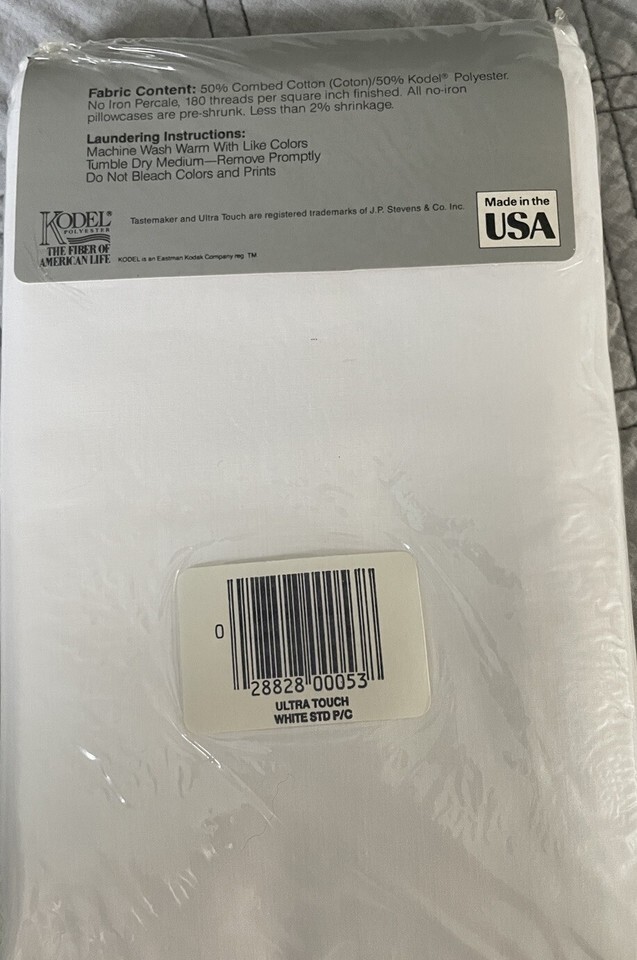 Fabric Content: 50% Combed Cotton (Coton)/50% Kodel® Polyester.
No Iron Percale, 180 threads per square inch finished. All no-iron
pillowcases are pre-shrunk. Less than 2% shrinkage.
Laundering Instructions:
Machine Wash Warm With Like Colors
Tumble Dry Medium—Remove Promptly
Do Not Bleach Colors and Prints
KODEL®
POLYESTER
THE FIBER OF
AMERICAN LIFE
Tastemaker and Ultra Touch are registered trademarks of J.P. Stevens & Co. Inc.
KODEL is an Eastman Kodak Company reg. TM
Made in the
USA
0
28828 00053
ULTRA TOUCH
WHITE STD P/C